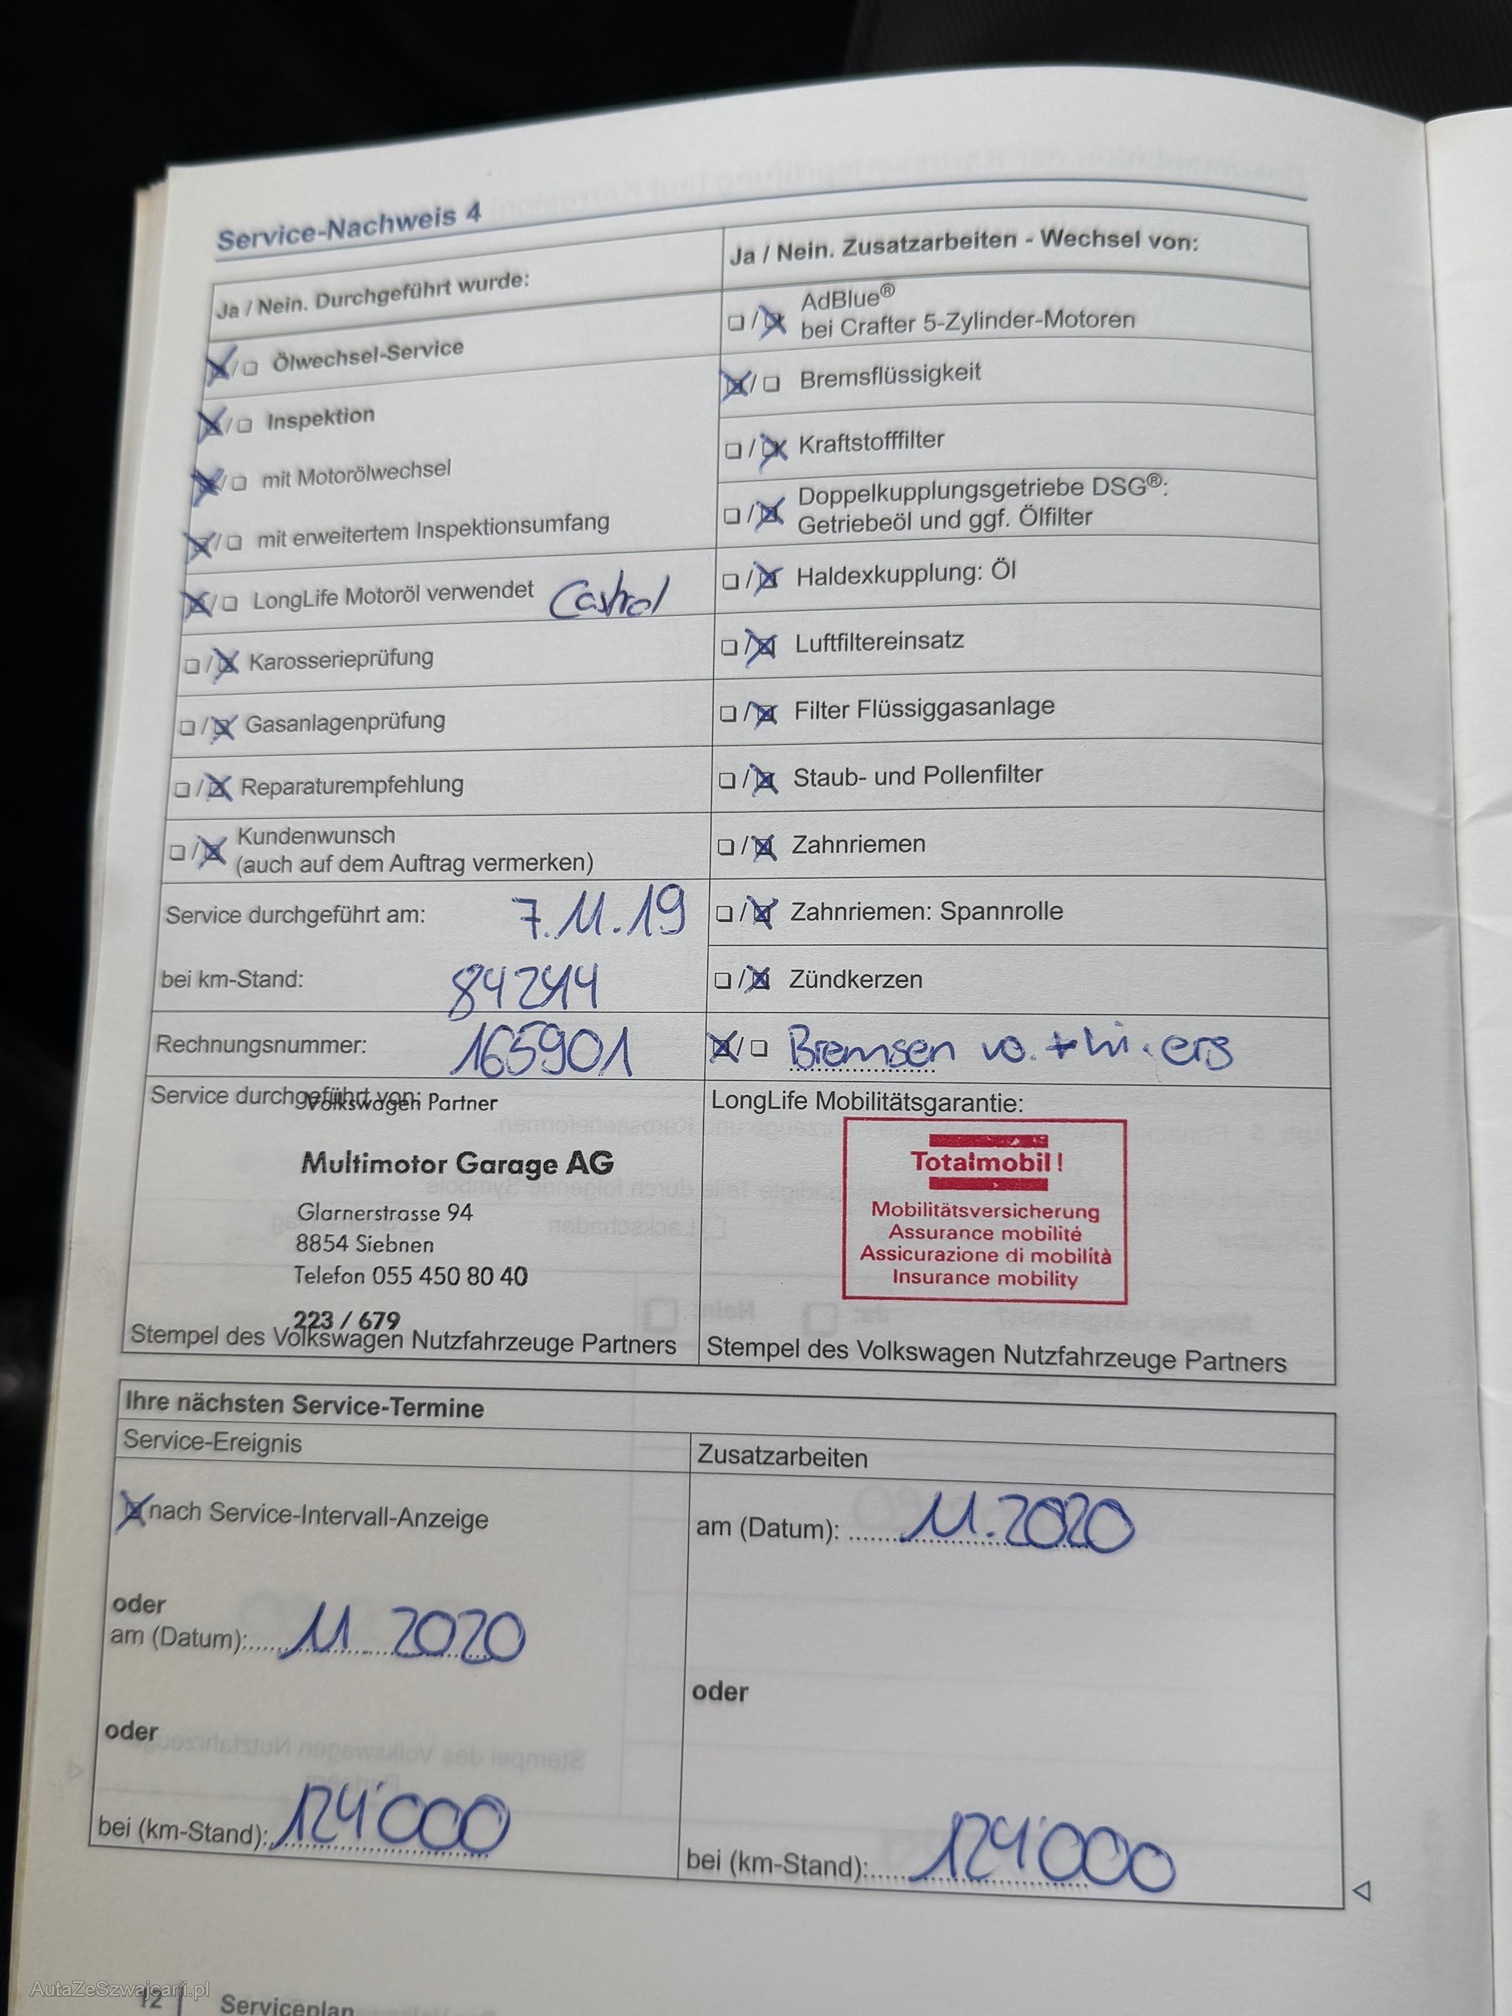 Service-Nachweis 4
Ja / Nein. Durchgeführt wurde:
Ölwechsel-Service
Inspektion
mit Motorölwechsel
mit erweitertem Inspektionsumfang
LongLife Motoröl verwendet Castrol
Karosserieprüfung
Gasanlagenprüfung
Reparaturempfehlung
Kundenwunsch
(auch auf dem Auftrag vermerken)
Service durchgeführt am: 7.11.19
bei km-Stand: 84244
Rechnungsnummer: 165901
Service durchgeführt von:
Volkswagen Partner
Multimotor Garage AG
Glarnerstrasse 94
8854 Siebnen
Telefon 055 450 80 40
223 / 679
Stempel des Volkswagen Nutzfahrzeuge Partners
Ja / Nein. Zusatzarbeiten - Wechsel von:
AdBlue®
bei Crafter 5-Zylinder-Motoren
Bremsflüssigkeit
Kraftstofffilter
Doppelkupplungsgetriebe DSG®:
Getriebeöl und ggf. Ölfilter
Haldexkupplung: Öl
Luftfiltereinsatz
Filter Flüssiggasanlage
Staub- und Pollenfilter
Zahnriemen
Zahnriemen: Spannrolle
Zündkerzen
Bremsen vo. + hi. ers
LongLife Mobilitätsgarantie:
Totalmobil!
Mobilitätsversicherung
Assurance mobilité
Assicurazione di mobilità
Insurance mobility
Stempel des Volkswagen Nutzfahrzeuge Partners
Ihre nächsten Service-Termine
Service-Ereignis
nach Service-Intervall-Anzeige
oder
am (Datum): 11 2020
oder
bei (km-Stand): 124'000
Zusatzarbeiten
am (Datum): 11.2020
oder
bei (km-Stand): 124'000
12 | Serviceplan
AutaZeSzwajcarii.pl